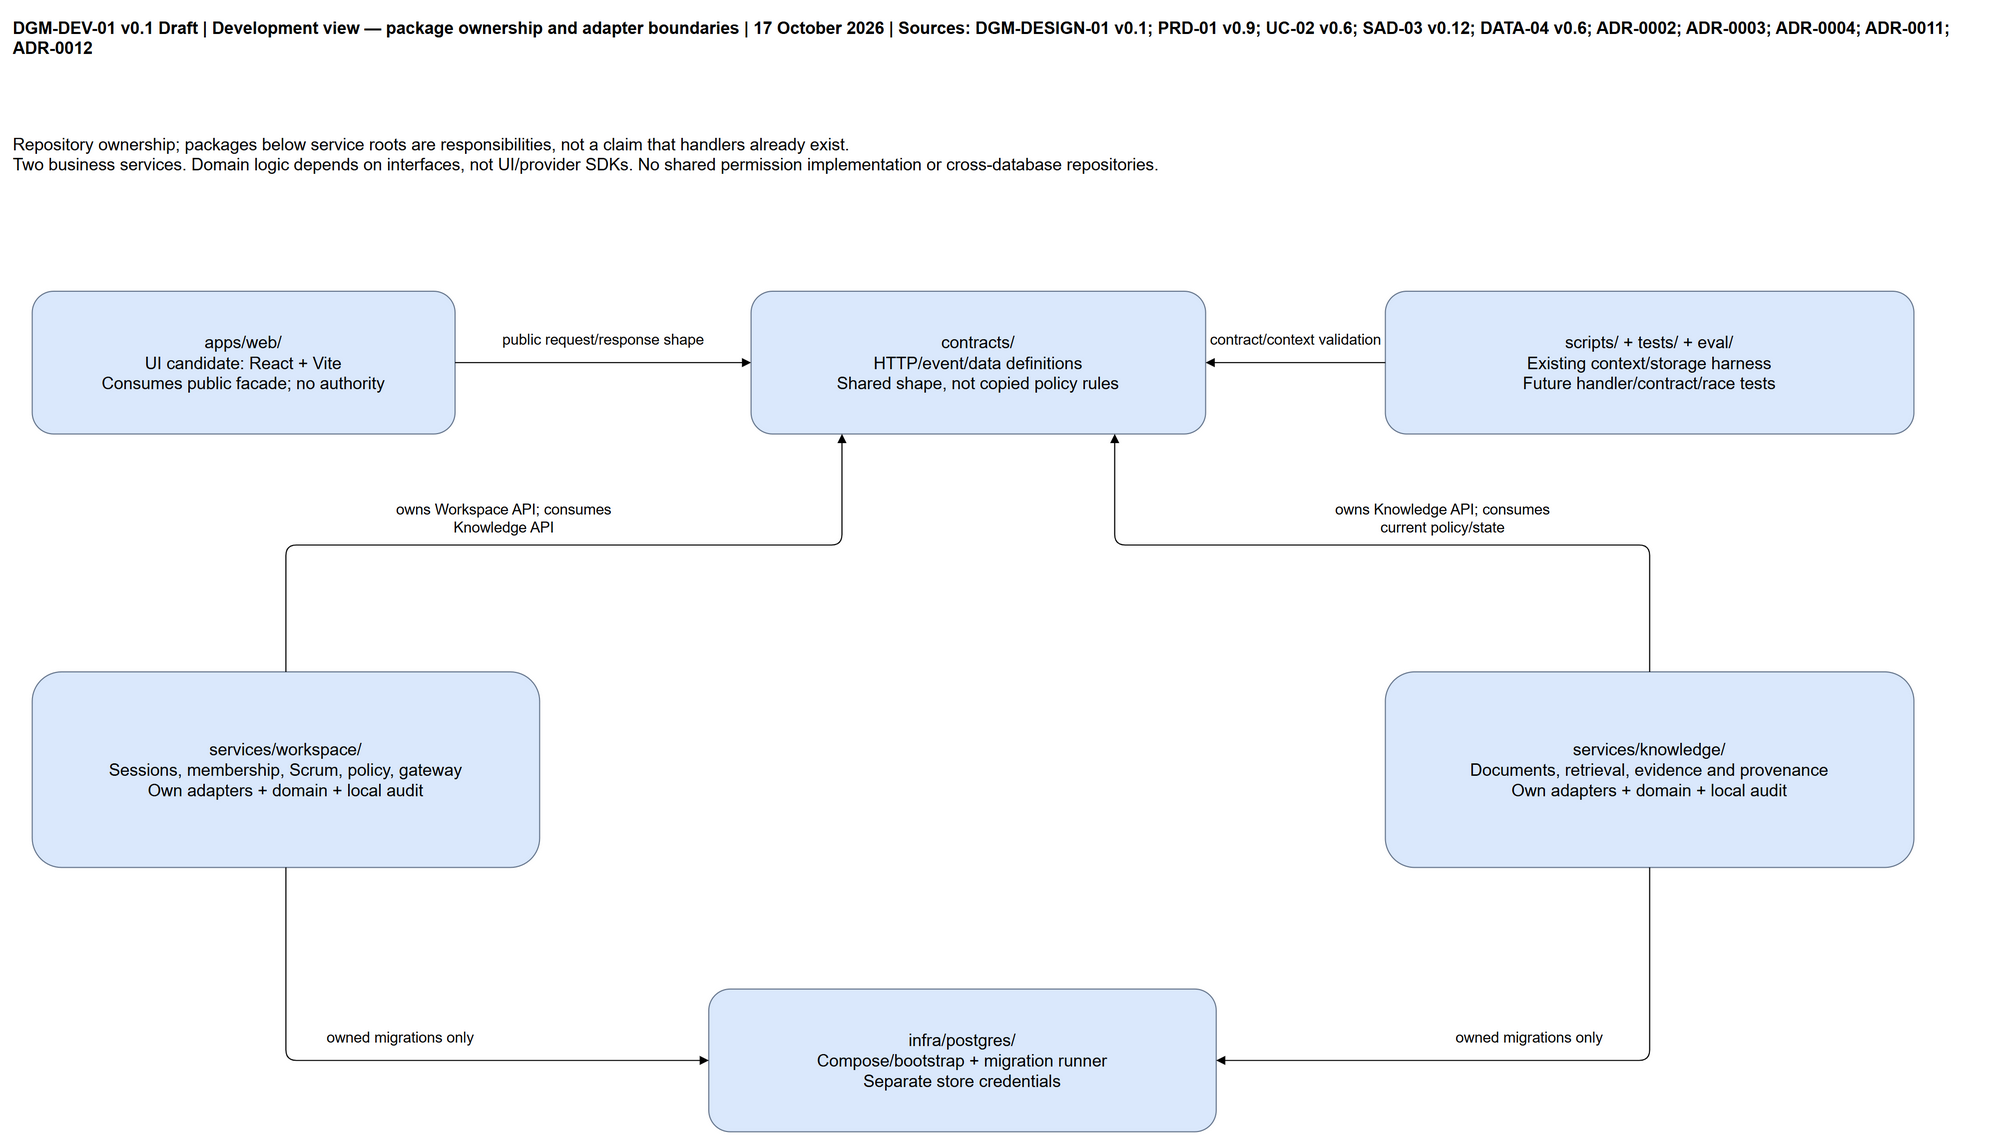 DGM-DEV-01 v0.1 Draft | Development view — package ownership and adapter boundaries | 17 October 2026 | Sources: DGM-DESIGN-01 v0.1; PRD-01 v0.9; UC-02 v0.6; SAD-03 v0.12; DATA-04 v0.6; ADR-0002; ADR-0003; ADR-0004; ADR-0011;
ADR-0012
Repository ownership; packages below service roots are responsibilities, not a claim that handlers already exist.
Two business services. Domain logic depends on interfaces, not UI/provider SDKs. No shared permission implementation or cross-database repositories.
apps/web/
UI candidate: React + Vite
Consumes public facade; no authority
public request/response shape
contracts/
HTTP/event/data definitions
Shared shape, not copied policy rules
contract/context validation
scripts/ + tests/ + eval/
Existing context/storage harness
Future handler/contract/race tests
owns Workspace API; consumes
Knowledge API
owns Knowledge API; consumes
current policy/state
services/workspace/
Sessions, membership, Scrum, policy, gateway
Own adapters + domain + local audit
services/knowledge/
Documents, retrieval, evidence and provenance
Own adapters + domain + local audit
owned migrations only
infra/postgres/
Compose/bootstrap + migration runner
Separate store credentials
owned migrations only